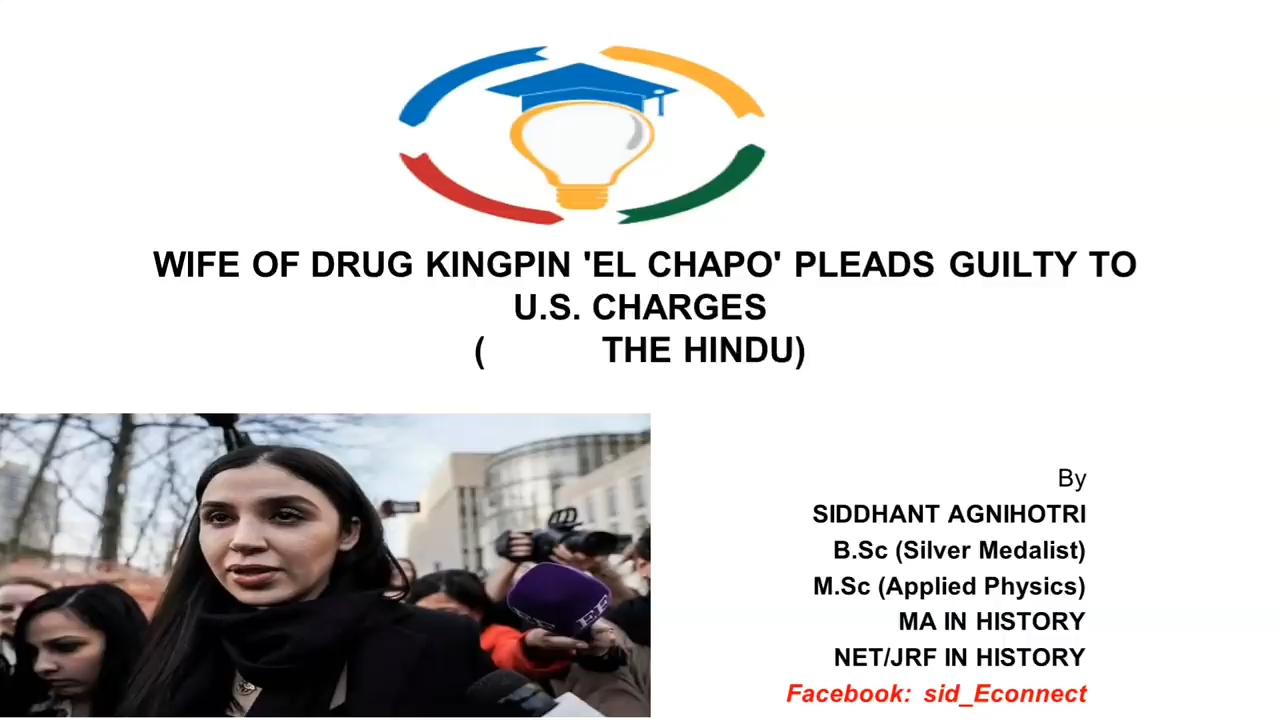 WIFE OF DRUG KINGPIN 'EL CHAPO' PLEADS GUILTY TO
U.S. CHARGES
( THE HINDU)
By
SIDDHANT AGNIHOTRI
B.Sc (Silver Medalist)
M.Sc (Applied Physics)
MA IN HISTORY
NET/JRF IN HISTORY
Facebook: sid_Econnect